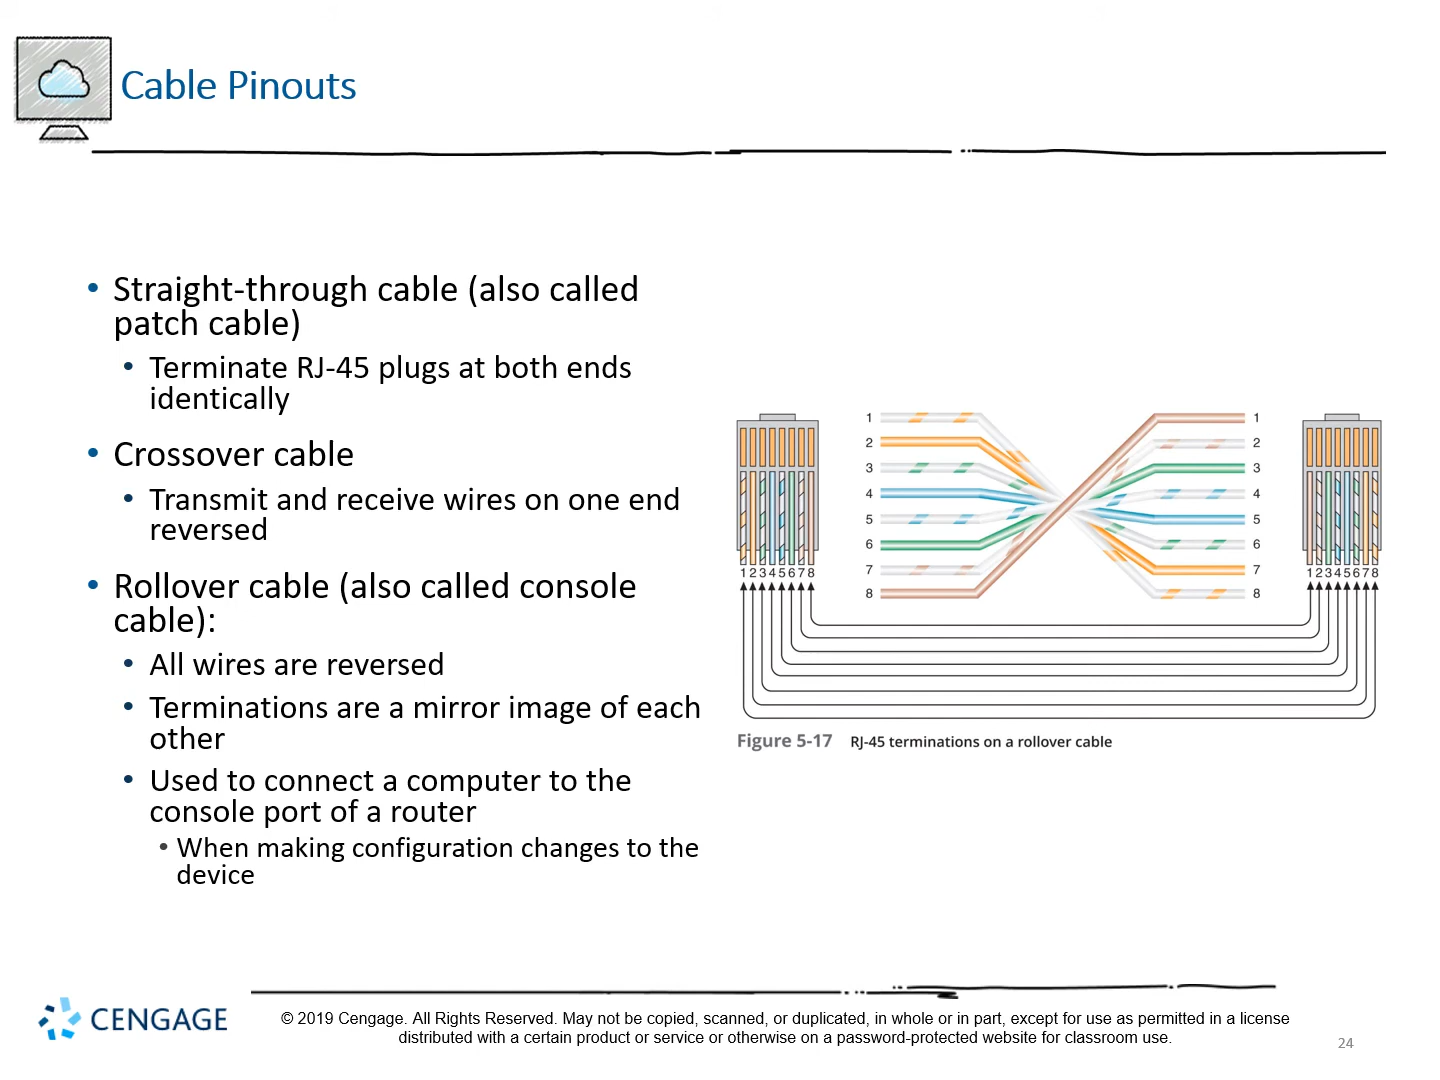 Cable Pinouts
• Straight-through cable (also called
patch cable)
• Terminate RJ-45 plugs at both ends
identically
• Crossover cable
• Transmit and receive wires on one end
reversed
• Rollover cable (also called console
cable):
• All wires are reversed
• Terminations are a mirror image of each
other
• Used to connect a computer to the
console port of a router
• When making configuration changes to the
device
1 1
2 2
3 3
4 4
5 5
6 6
7 7
8 8
12345678 12345678
Figure 5-17 RJ-45 terminations on a rollover cable
CENGAGE
© 2019 Cengage. All Rights Reserved. May not be copied, scanned, or duplicated, in whole or in part, except for use as permitted in a license
distributed with a certain product or service or otherwise on a password-protected website for classroom use.
24